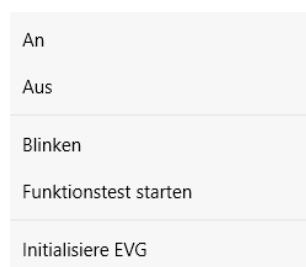 An
Aus
Blinken
Funktionstest starten
Initialisiere EVG